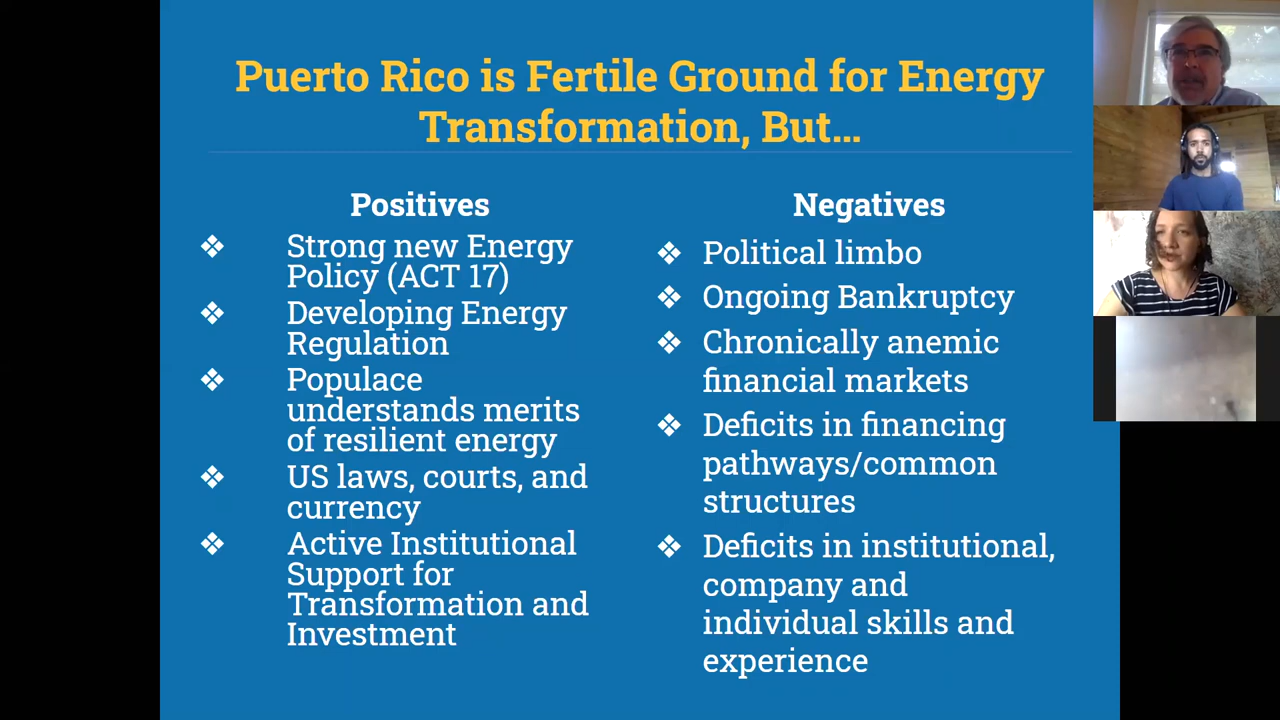 Puerto Rico is Fertile Ground for Energy
Transformation, But...
Positives
❖ Strong new Energy
Policy (ACT 17)
❖ Developing Energy
Regulation
❖ Populace
understands merits
of resilient energy
❖ US laws, courts, and
currency
❖ Active Institutional
Support for
Transformation and
Investment
Negatives
❖ Political limbo
❖ Ongoing Bankruptcy
❖ Chronically anemic
financial markets
❖ Deficits in financing
pathways/common
structures
❖ Deficits in institutional,
company and
individual skills and
experience